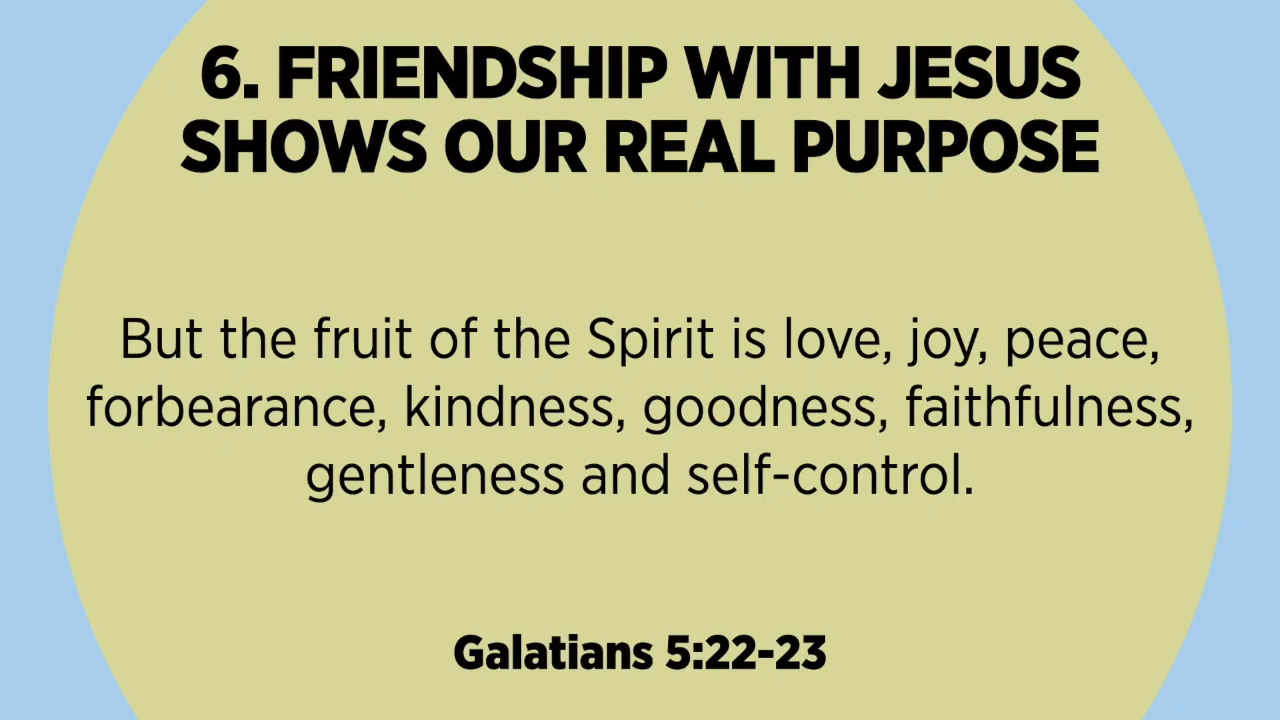 6. FRIENDSHIP WITH JESUS
SHOWS OUR REAL PURPOSE
But the fruit of the Spirit is love, joy, peace,
forbearance, kindness, goodness, faithfulness,
gentleness and self-control.
Galatians 5:22-23